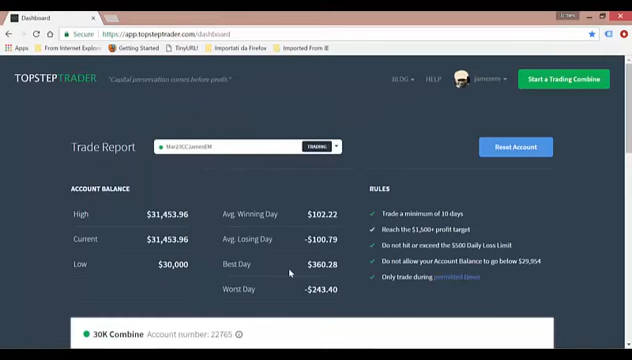 Dashboard
Secure https://app.topsteptrader.com/dashboard
Apps From Internet Explorer Getting Started TinyURL! Importati da Firefox Imported From IE
TOPSTEPTRADER "Capital preservation comes before profit." BLOG HELP Jamesem Start a Trading Combine
Trade Report Mar23CCJamesEM TRADING Reset Account
ACCOUNT BALANCE RULES
High $31,453.96 Avg. Winning Day $102.22 Trade a minimum of 10 days
Current $31,453.96 Avg. Losing Day -$100.79 Reach the $1,500+ profit target
Do not hit or exceed the $500 Daily Loss Limit
Low $30,000 Best Day $360.28 Do not allow your Account Balance to go below $29,954
Only trade during permitted times
Worst Day -$243.40
30K Combine Account number: 22765